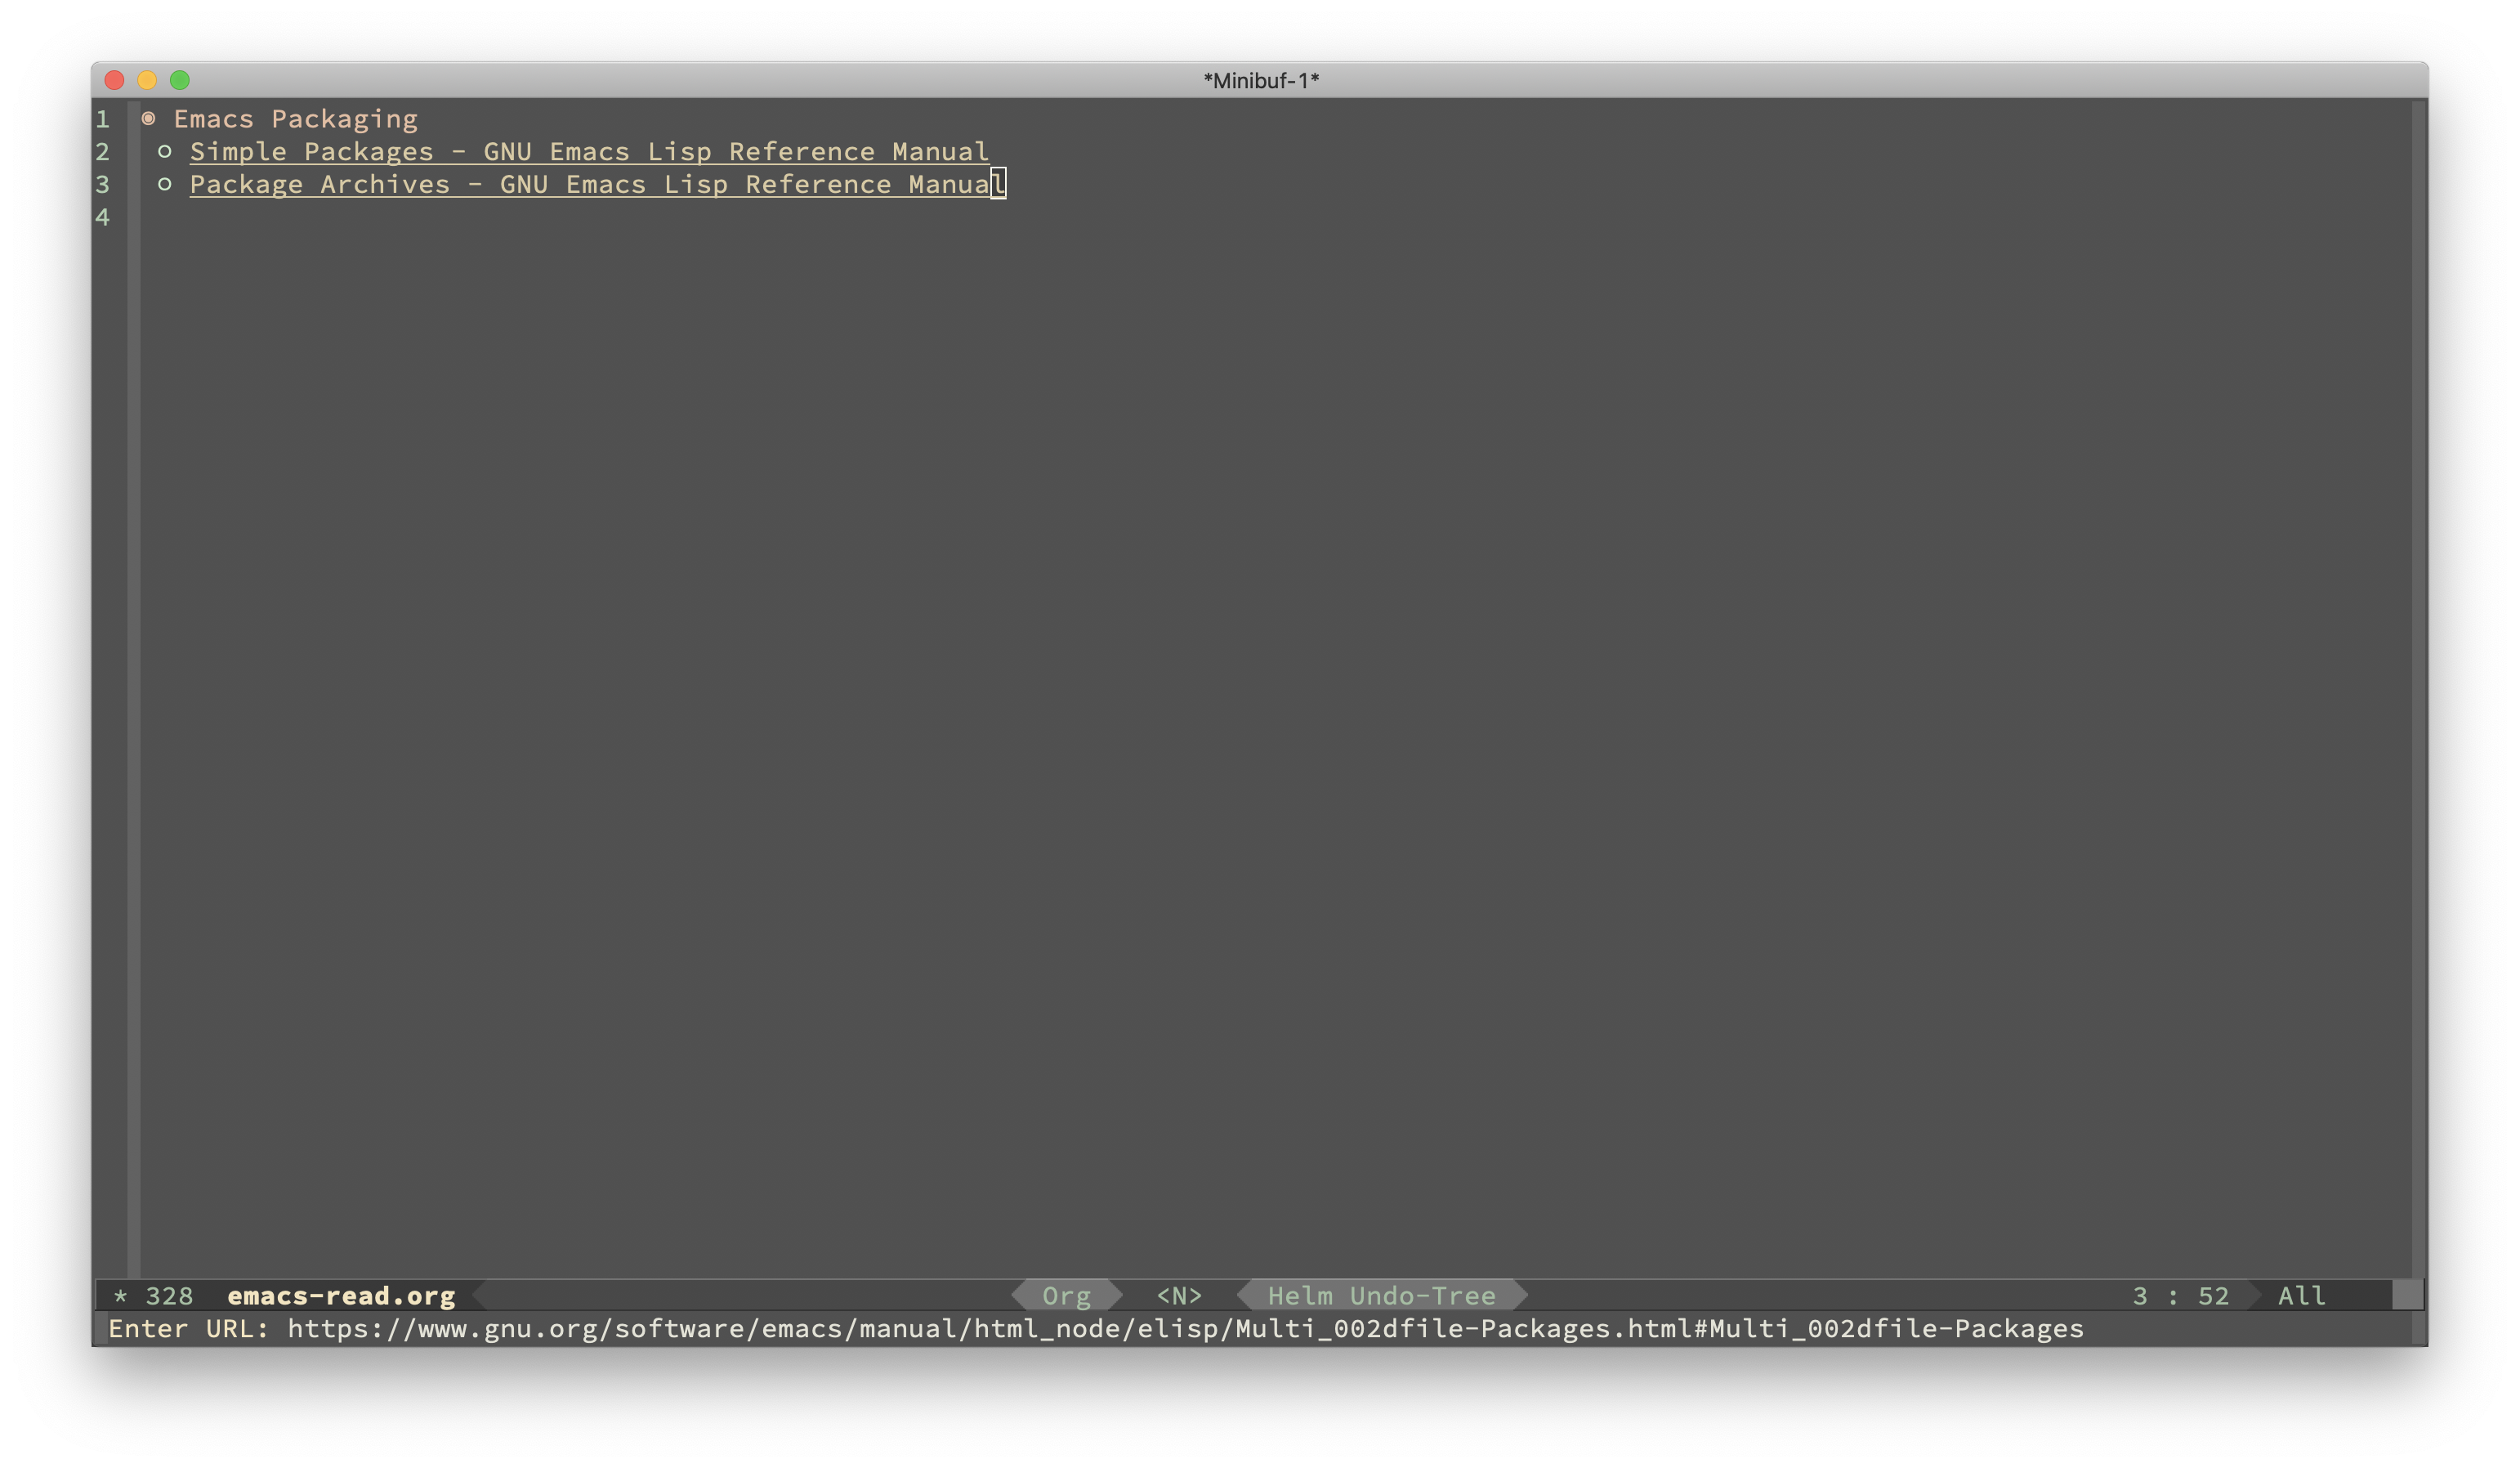 *Minibuf-1*
1 ◉ Emacs Packaging
2 ○ Simple Packages - GNU Emacs Lisp Reference Manual
3 ○ Package Archives - GNU Emacs Lisp Reference Manual
4
* 328 emacs-read.org Org <N> Helm Undo-Tree 3 : 52 All
Enter URL: https://www.gnu.org/software/emacs/manual/html_node/elisp/Multi_002dfile-Packages.html#Multi_002dfile-Packages